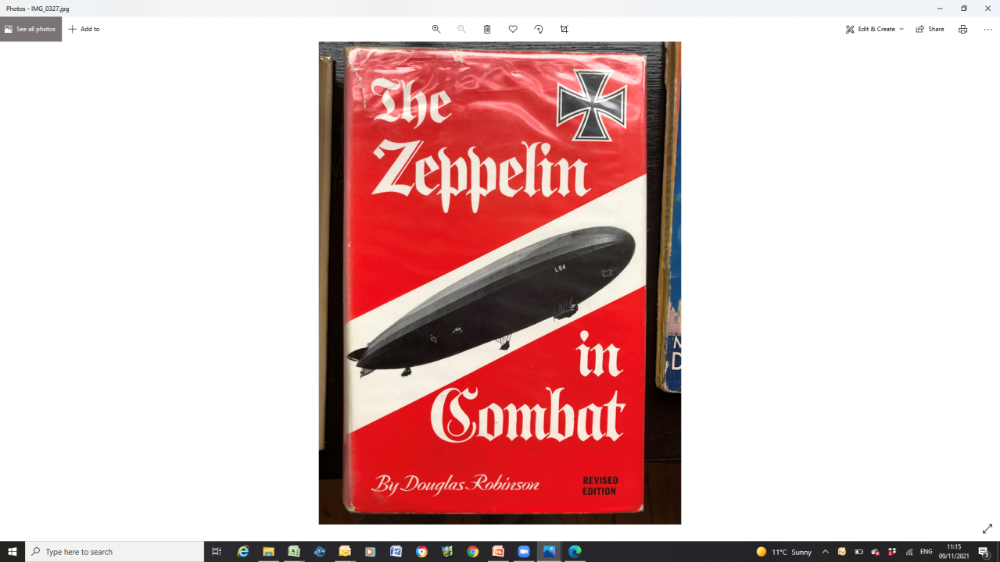 Photos - IMG_0327.jpg
See all photos
Add to
Edit & Create
Share
The
Zeppelin
L 54
in
Combat
By Douglas Robinson
REVISED
EDITION
Type here to search
11°C Sunny
ENG
11:15
09/11/2021